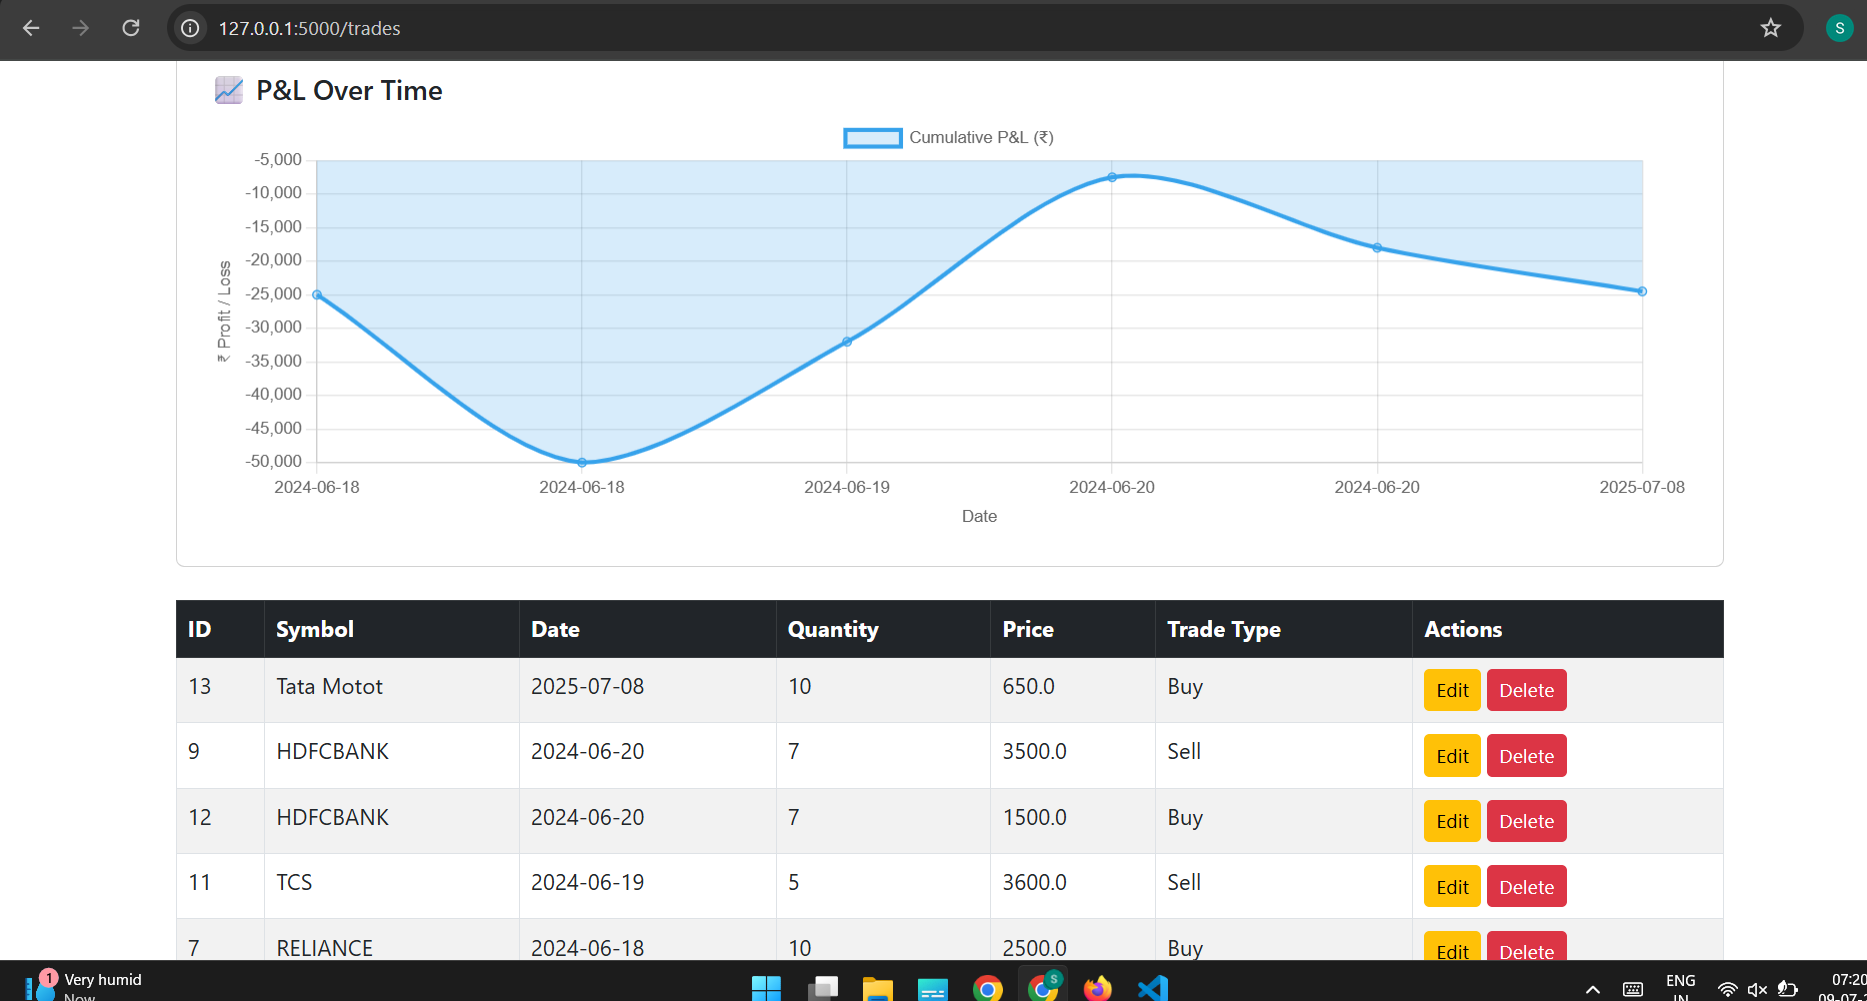 127.0.0.1:5000/trades
S
P&L Over Time
Cumulative P&L (₹)
-5,000
-10,000
-15,000
-20,000
-25,000
-30,000
-35,000
-40,000
-45,000
-50,000
₹ Profit / Loss
2024-06-18 2024-06-18 2024-06-19 2024-06-20 2024-06-20 2025-07-08
Date
ID Symbol Date Quantity Price Trade Type Actions
13 Tata Motot 2025-07-08 10 650.0 Buy Edit Delete
9 HDFCBANK 2024-06-20 7 3500.0 Sell Edit Delete
12 HDFCBANK 2024-06-20 7 1500.0 Buy Edit Delete
11 TCS 2024-06-19 5 3600.0 Sell Edit Delete
7 RELIANCE 2024-06-18 10 2500.0 Buy Edit Delete
1 Very humid
Now
S
ENG
IN
07:20
09-07-